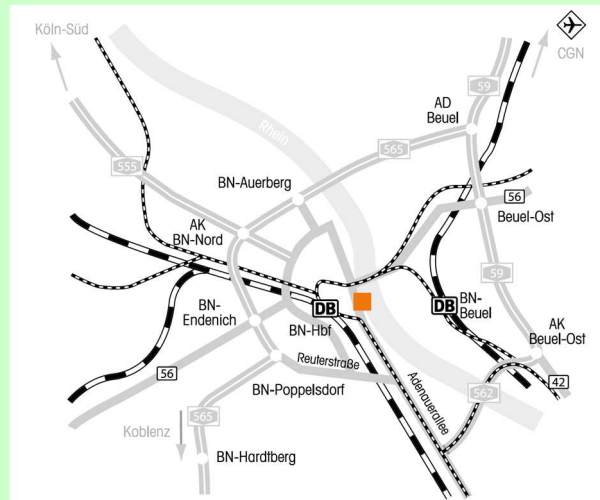 Köln-Süd
CGN
59
AD
Beuel
Rhein
565
555
BN-Auerberg
56
AK
BN-Nord
Beuel-Ost
59
DB
DB
BN-
Beuel
BN-
Endenich
BN-Hbf
AK
Beuel-Ost
Reuterstraße
56
42
BN-Poppelsdorf
Adenauerallee
562
565
Koblenz
BN-Hardtberg